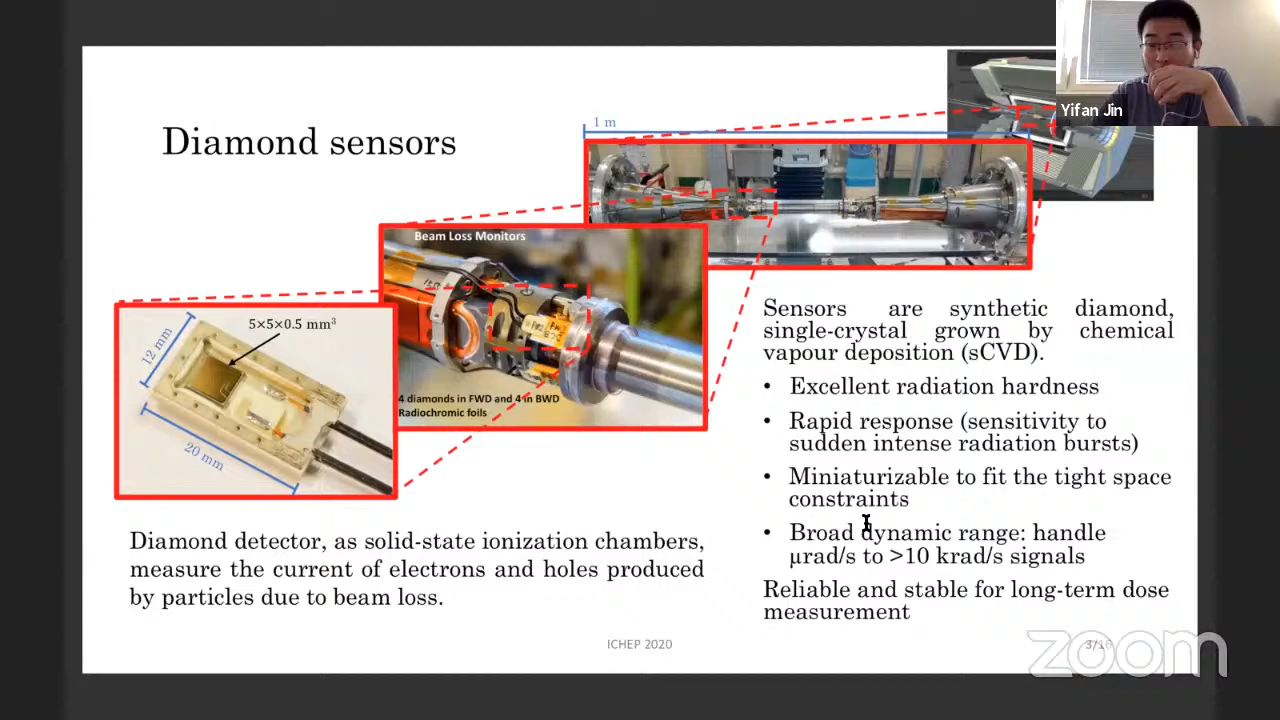 Yifan Jin
Diamond sensors
1 m
Beam Loss Monitors
4 diamonds in FWD and 4 in BWD
Radiochromic foils
5×5×0.5 mm³
12 mm
20 mm
Diamond detector, as solid-state ionization chambers,
measure the current of electrons and holes produced
by particles due to beam loss.
Sensors are synthetic diamond,
single-crystal grown by chemical
vapour deposition (sCVD).
• Excellent radiation hardness
• Rapid response (sensitivity to
sudden intense radiation bursts)
• Miniaturizable to fit the tight space
constraints
• Broad dynamic range: handle
µrad/s to >10 krad/s signals
Reliable and stable for long-term dose
measurement
ICHEP 2020
3/16
zoom